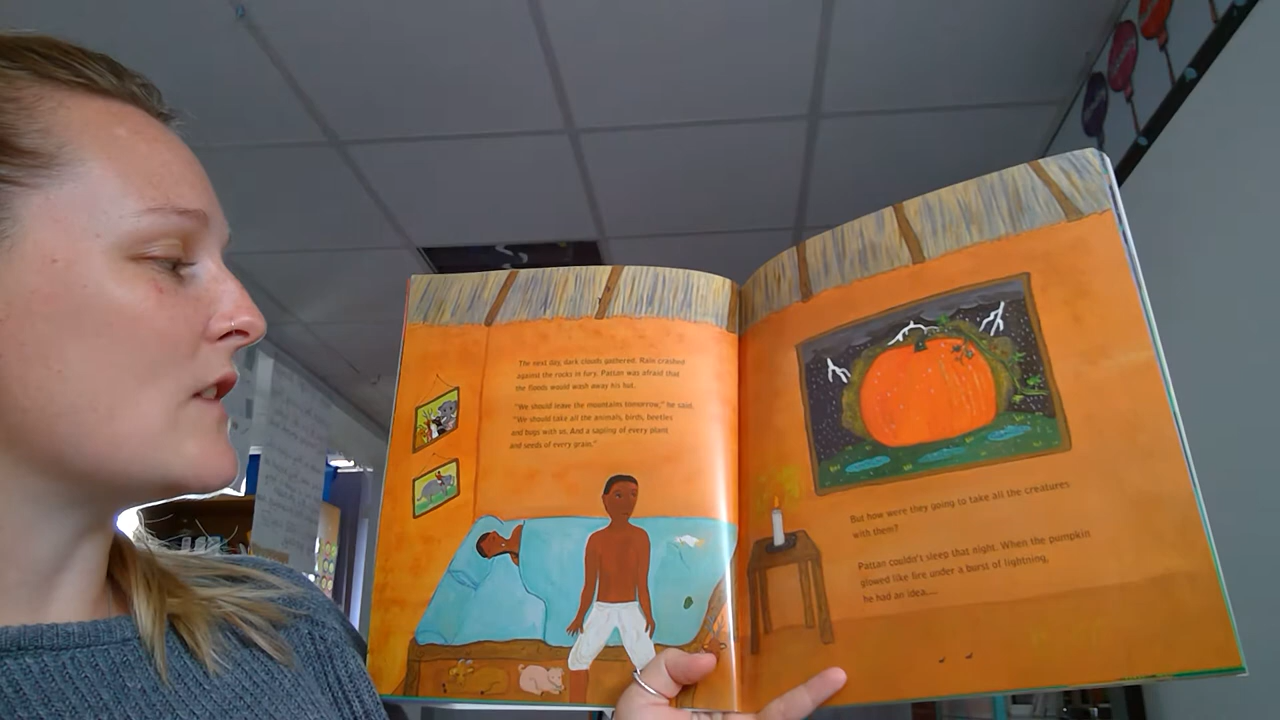 The next day, dark clouds gathered. Rain crashed
against the rocks in fury. Pattan was afraid that
the floods would wash away his hut.
"We should leave the mountains tomorrow," he said.
"We should take all the animals, birds, beetles
and bugs with us. And a sapling of every plant
and seeds of every grain."
But how were they going to take all the creatures
with them?
Pattan couldn't sleep that night. When the pumpkin
glowed like fire under a burst of lightning,
he had an idea....